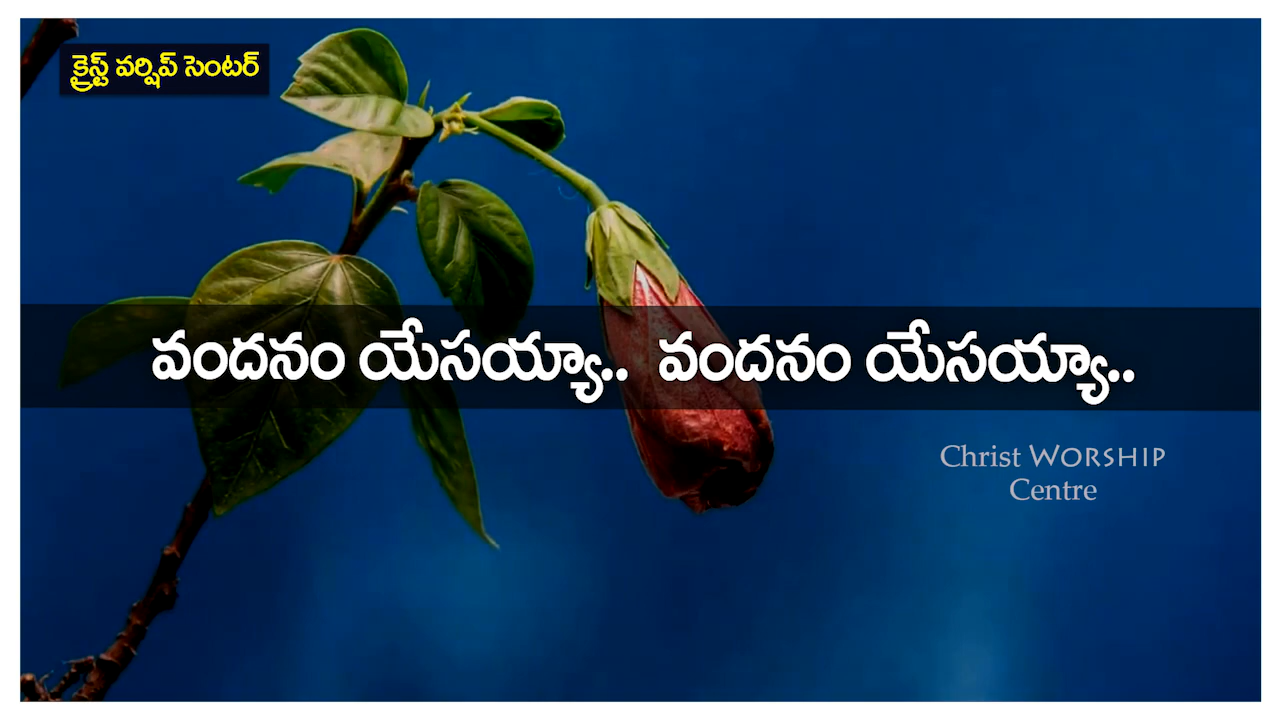 క్రైస్ట్ వర్షిప్ సెంటర్
వందనం యేసయ్యా.. వందనం యేసయ్యా..
Christ WORSHIP
Centre